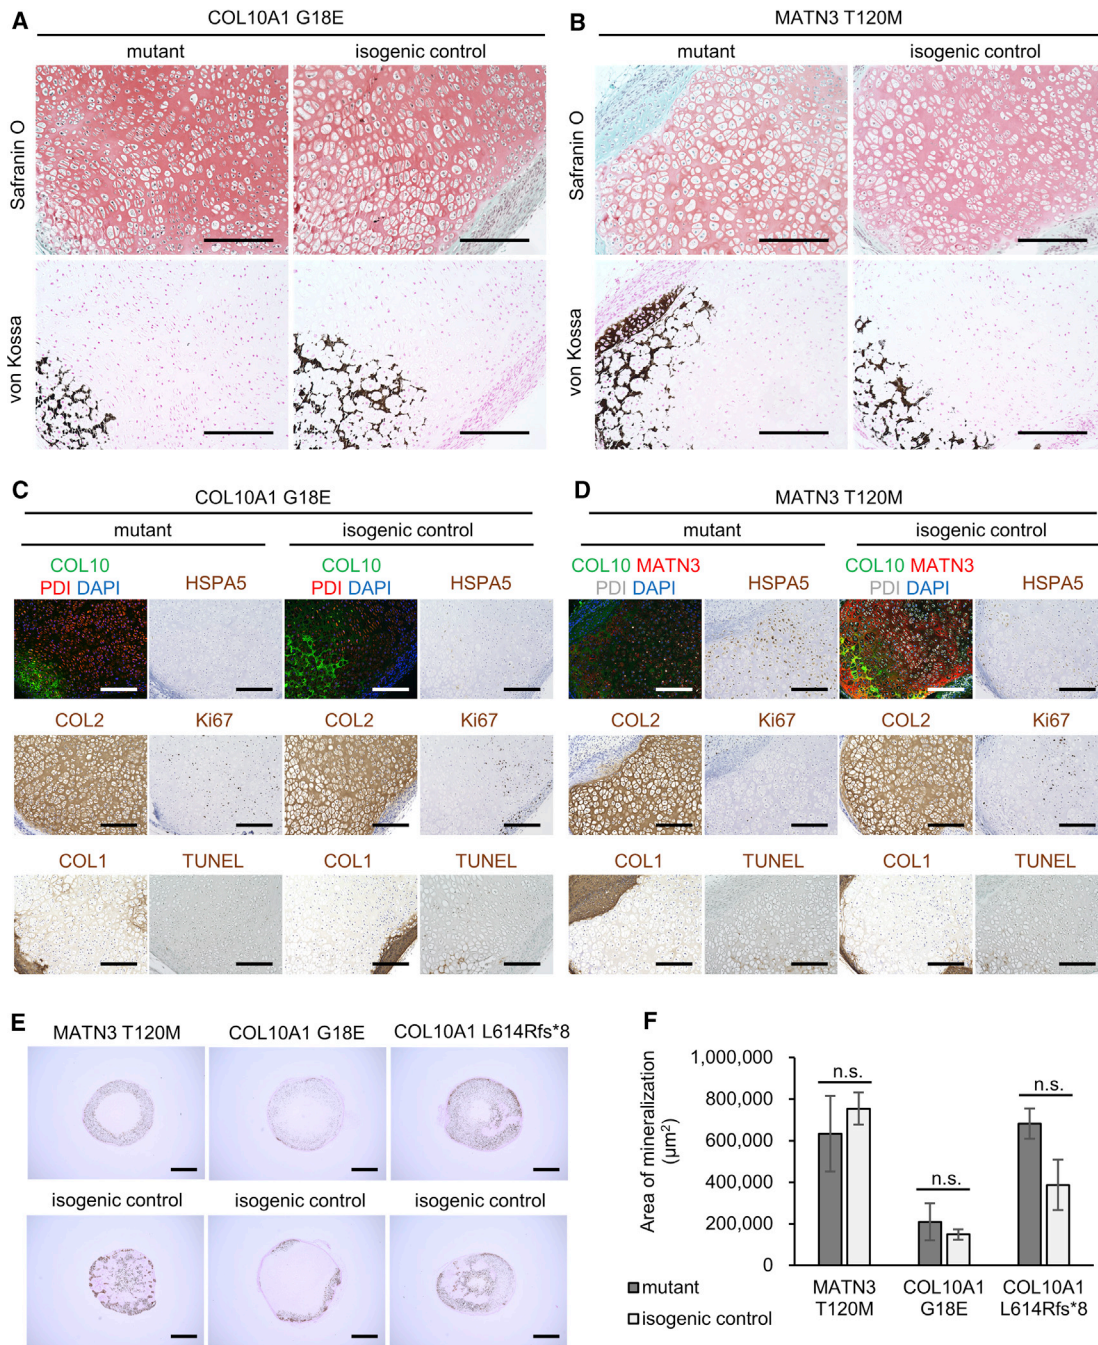 A
COL10A1 G18E
mutant
isogenic control
Safranin O
von Kossa
B
MATN3 T120M
mutant
isogenic control
Safranin O
von Kossa
C
COL10A1 G18E
mutant
isogenic control
COL10
PDI DAPI
HSPA5
COL10
PDI DAPI
HSPA5
COL2
Ki67
COL2
Ki67
COL1
TUNEL
COL1
TUNEL
D
MATN3 T120M
mutant
isogenic control
COL10 MATN3
PDI DAPI
HSPA5
COL10 MATN3
PDI DAPI
HSPA5
COL2
Ki67
COL2
Ki67
COL1
TUNEL
COL1
TUNEL
E
MATN3 T120M
COL10A1 G18E
COL10A1 L614Rfs*8
isogenic control
isogenic control
isogenic control
F
Area of mineralization
(µm²)
1,000,000
800,000
600,000
400,000
200,000
0
n.s.
n.s.
n.s.
MATN3
T120M
COL10A1
G18E
COL10A1
L614Rfs*8
mutant
isogenic control